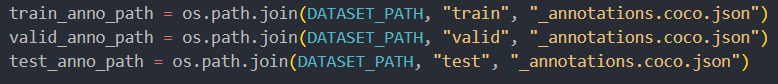 train_anno_path = os.path.join(DATASET_PATH, "train", "_annotations.coco.json")
valid_anno_path = os.path.join(DATASET_PATH, "valid", "_annotations.coco.json")
test_anno_path = os.path.join(DATASET_PATH, "test", "_annotations.coco.json")